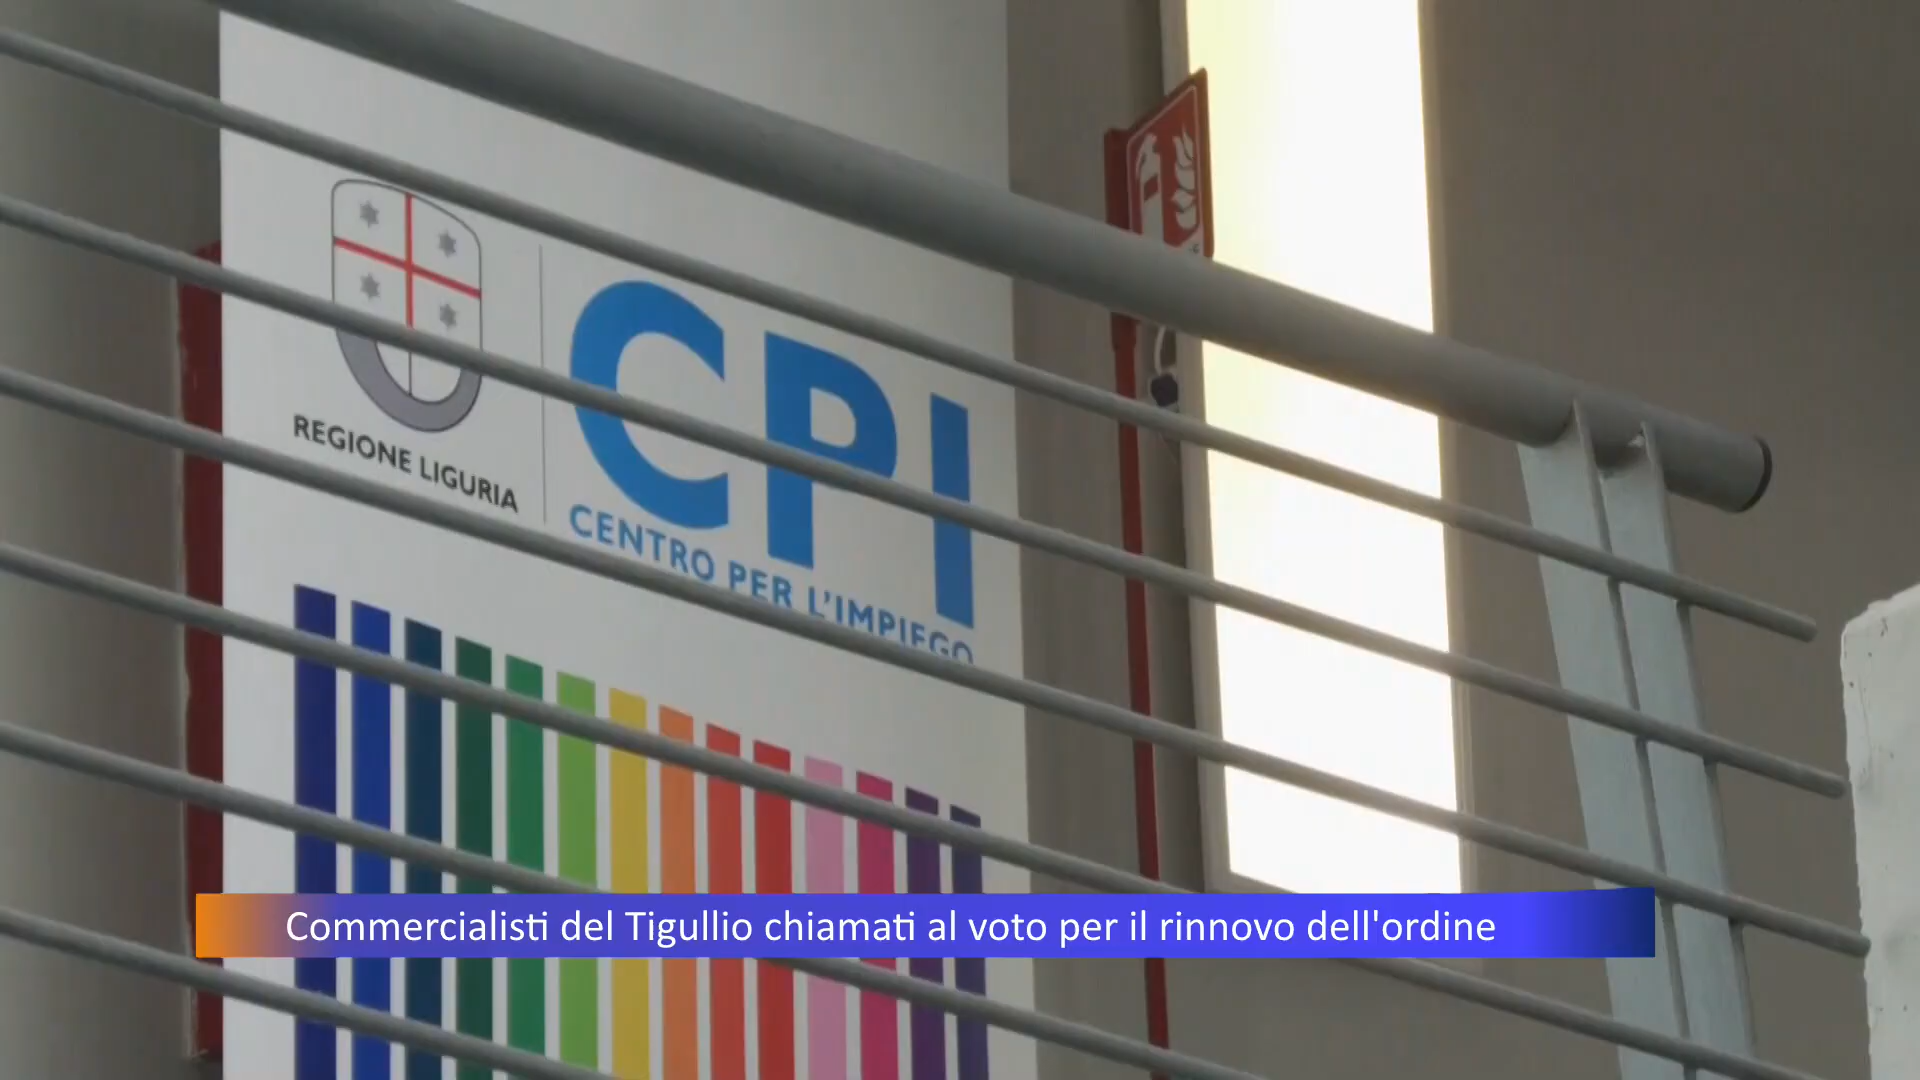 REGIONE LIGURIA
CPI
CENTRO PER L'IMPIEGO
Commercialisti del Tigullio chiamati al voto per il rinnovo dell'ordine